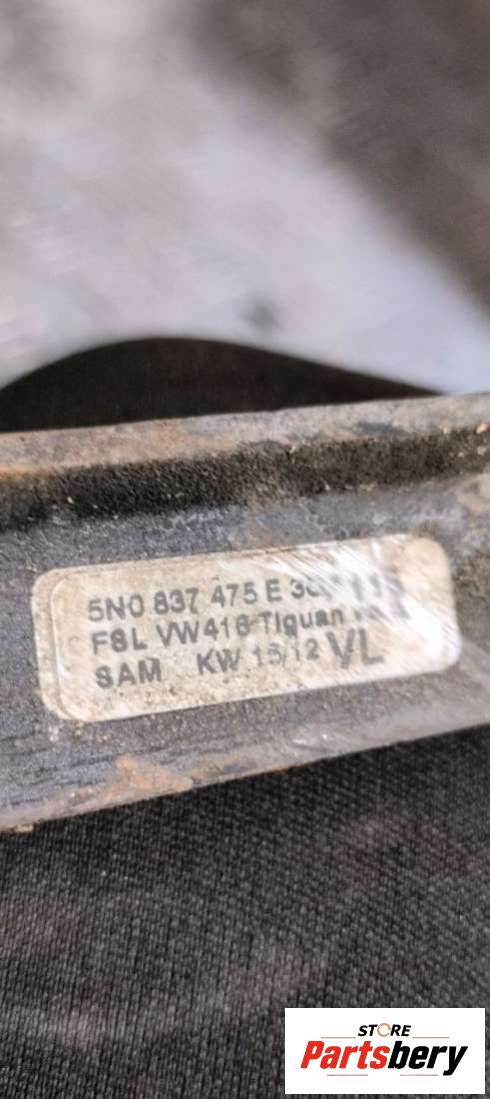 5N0 837 475 E
FSL VW416-Tiguan
SAM KW 15/12 VL
STORE
Partsbery